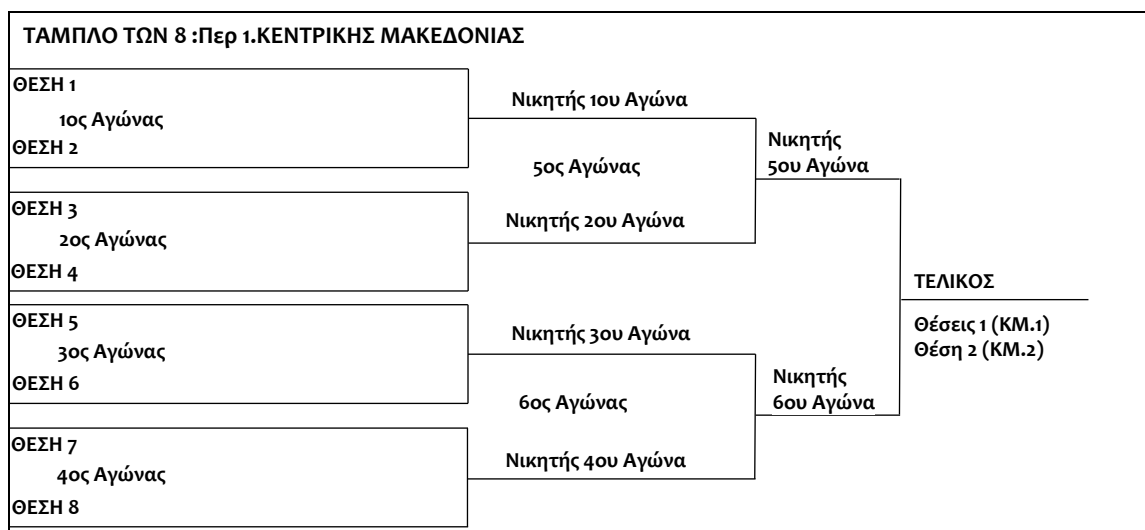 ΤΑΜΠΛΟ ΤΩΝ 8 :Περ 1.ΚΕΝΤΡΙΚΗΣ ΜΑΚΕΔΟΝΙΑΣ
ΘΕΣΗ 1
1ος Αγώνας
ΘΕΣΗ 2
ΘΕΣΗ 3
2ος Αγώνας
ΘΕΣΗ 4
ΘΕΣΗ 5
3ος Αγώνας
ΘΕΣΗ 6
ΘΕΣΗ 7
4ος Αγώνας
ΘΕΣΗ 8
Νικητής 1ου Αγώνα
5ος Αγώνας
Νικητής 2ου Αγώνα
Νικητής 3ου Αγώνα
6ος Αγώνας
Νικητής 4ου Αγώνα
Νικητής
5ου Αγώνα
Νικητής
6ου Αγώνα
ΤΕΛΙΚΟΣ
Θέσεις 1 (ΚΜ.1)
Θέση 2 (ΚΜ.2)